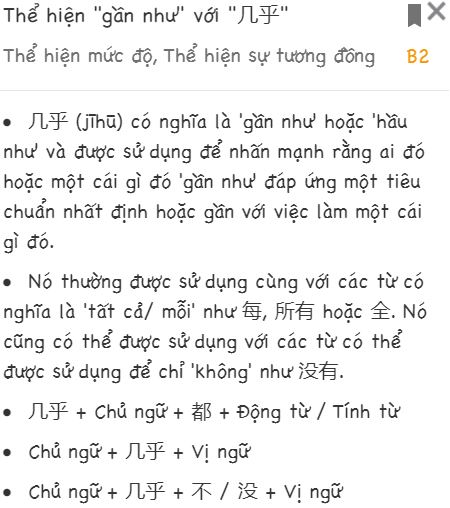 Thể hiện "gần như" với "几乎"
Thể hiện mức độ, Thể hiện sự tương đồng B2
• 几乎 (jīhū) có nghĩa là 'gần như' hoặc 'hầu
như' và được sử dụng để nhấn mạnh rằng ai đó
hoặc một cái gì đó 'gần như' đáp ứng một tiêu
chuẩn nhất định hoặc gần với việc làm một cái
gì đó.
• Nó thường được sử dụng cùng với các từ có
nghĩa là 'tất cả/ mỗi' như 每, 所有 hoặc 全. Nó
cũng có thể được sử dụng với các từ có thể
được sử dụng để chỉ 'không' như 没有.
• 几乎 + Chủ ngữ + 都 + Động từ / Tính từ
• Chủ ngữ + 几乎 + Vị ngữ
• Chủ ngữ + 几乎 + 不 / 没 + Vị ngữ